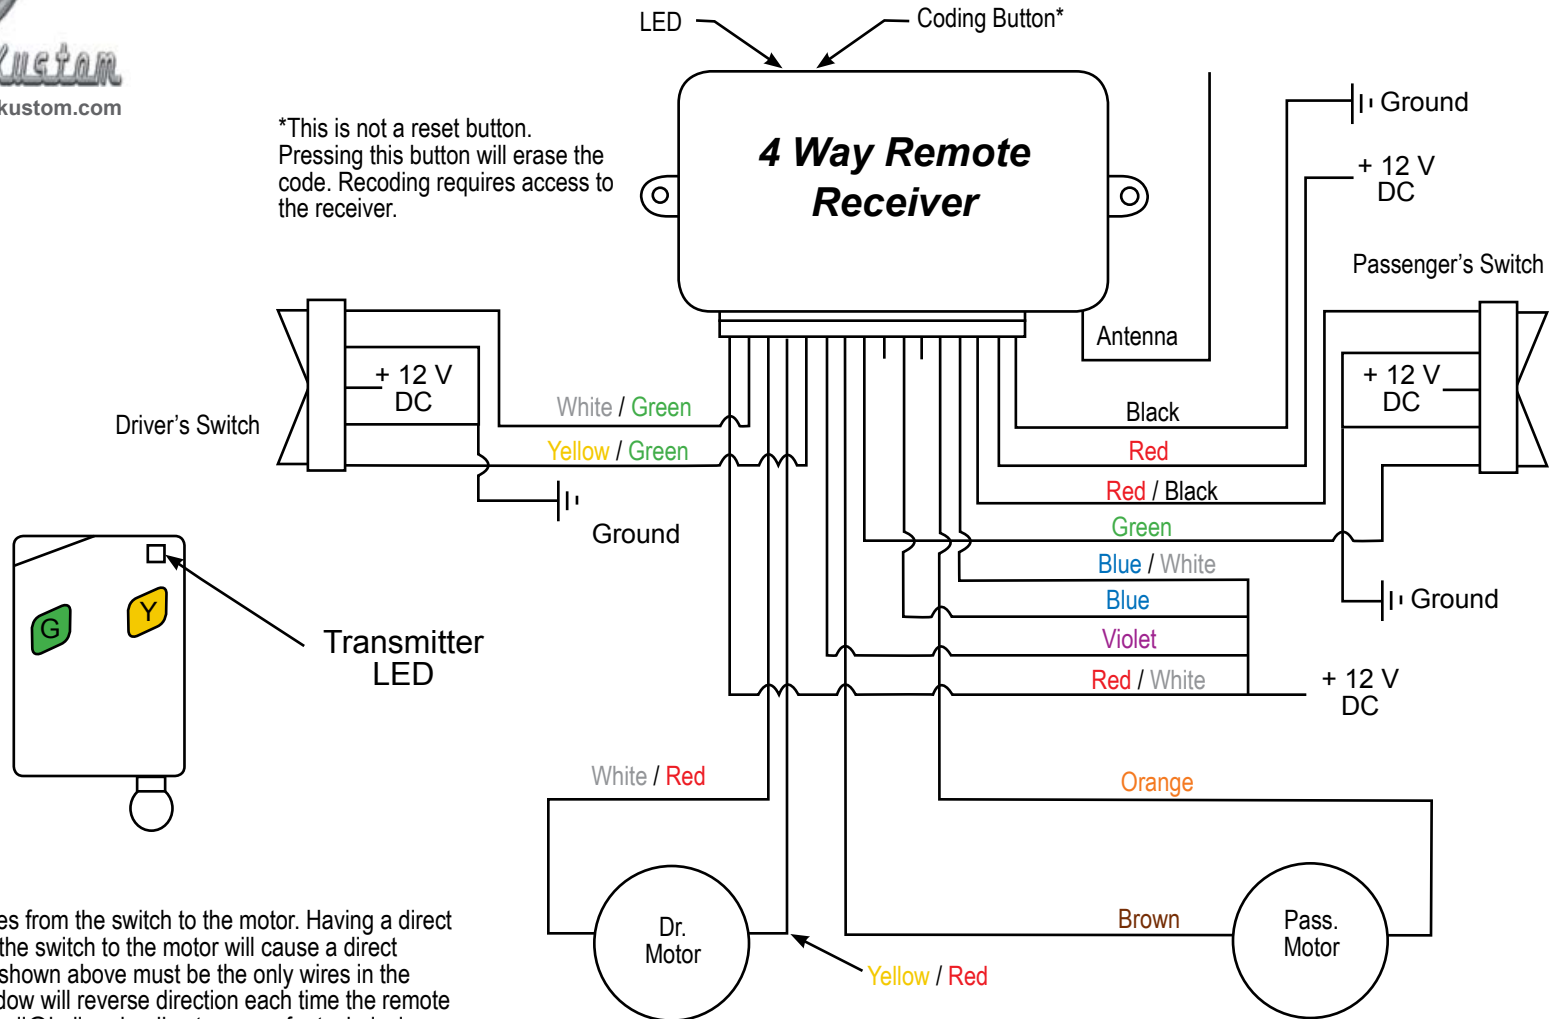 Kustom
kustom.com
LED
Coding Button*
*This is not a reset button.
Pressing this button will erase the
code. Recoding requires access to
the receiver.
4 Way Remote
Receiver
Ground
+ 12 V
DC
Passenger's Switch
Antenna
+ 12 V
DC
Driver's Switch
White / Green
Yellow / Green
Ground
+ 12 V
DC
Black
Red
Red / Black
Green
Blue / White
Blue
Violet
Red / White
Ground
+ 12 V
DC
G
Y
Transmitter
LED
White / Red
Orange
Dr.
Motor
Brown
Pass.
Motor
Yellow / Red
es from the switch to the motor. Having a direct
the switch to the motor will cause a direct
shown above must be the only wires in the
dow will reverse direction each time the remote